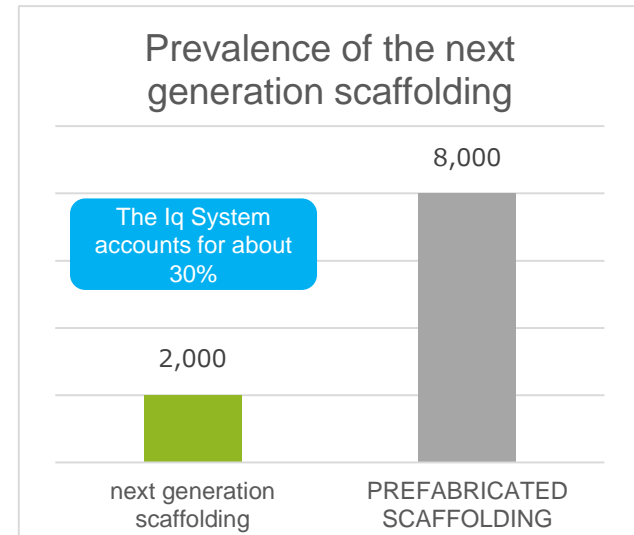 Prevalence of the next
generation scaffolding
8,000
The Iq System
accounts for about
30%
2,000
next generation
scaffolding
PREFABRICATED
SCAFFOLDING